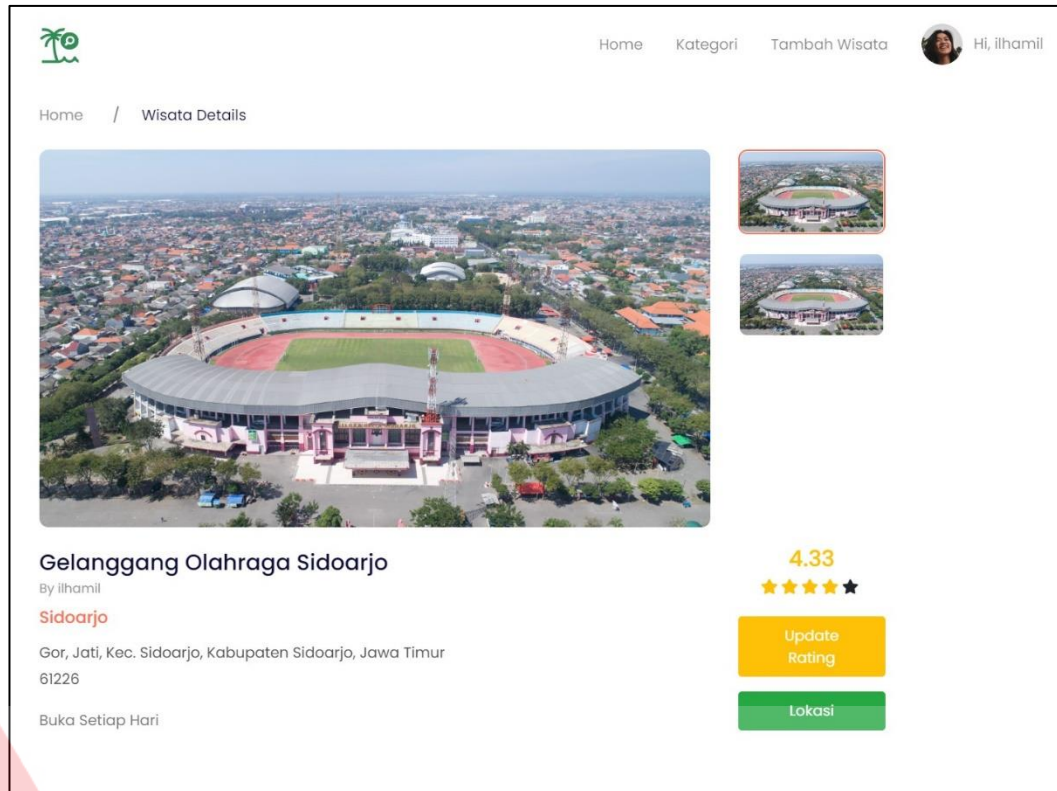 Home Kategori Tambah Wisata Hi, ilhamil
Home / Wisata Details
Gelanggang Olahraga Sidoarjo
By ilhamil
Sidoarjo
Gor, Jati, Kec. Sidoarjo, Kabupaten Sidoarjo, Jawa Timur
61226
Buka Setiap Hari
4.33
Update
Rating
Lokasi